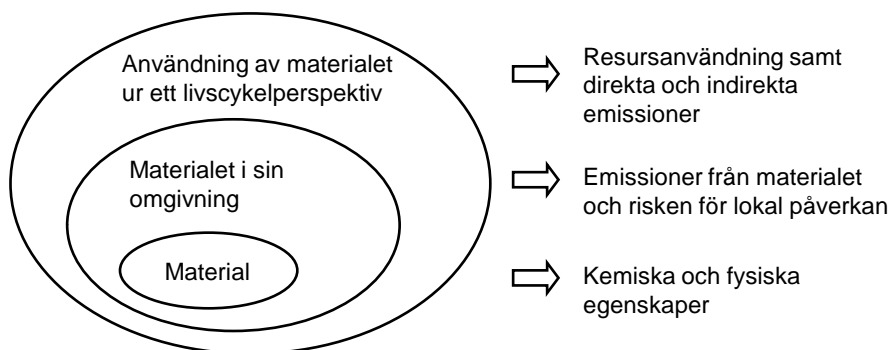 Användning av materialet
ur ett livscykelperspektiv
Resursanvändning samt
direkta och indirekta
emissioner
Materialet i sin
omgivning
Emissioner från materialet
och risken för lokal påverkan
Material
Kemiska och fysiska
egenskaper